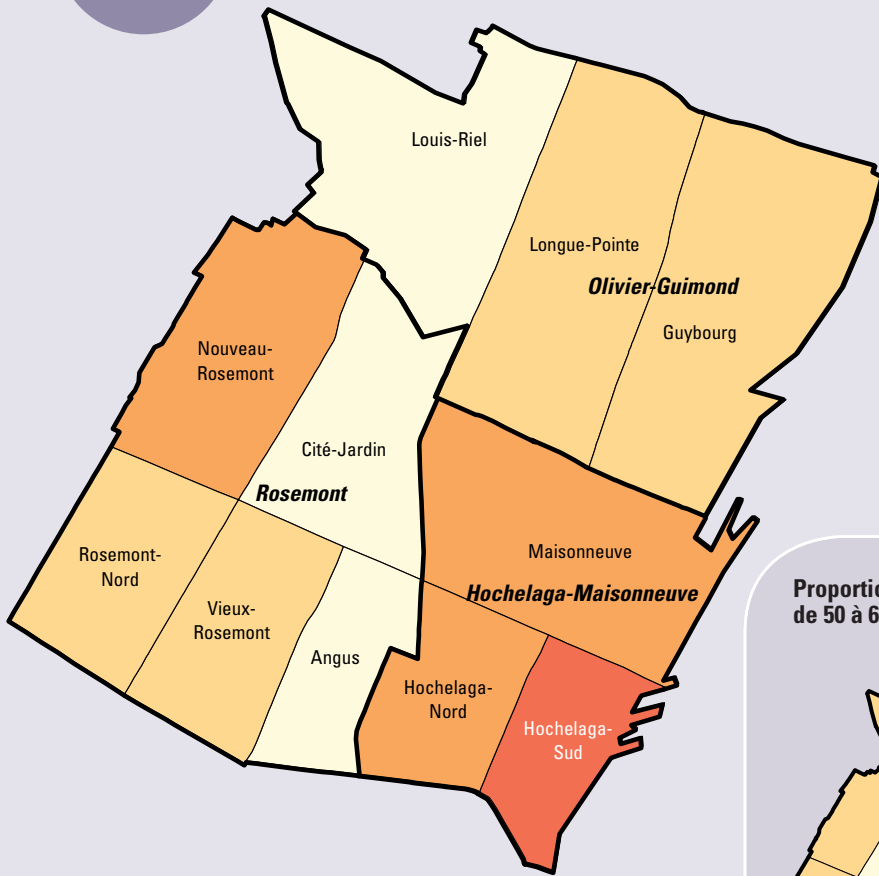 Louis-Riel
Longue-Pointe
Olivier-Guimond
Guybourg
Nouveau-
Rosemont
Cité-Jardin
Rosemont
Rosemont-
Nord
Vieux-
Rosemont
Angus
Maisonneuve
Hochelaga-Maisonneuve
Hochelaga-
Nord
Hochelaga-
Sud
de 50 à 6